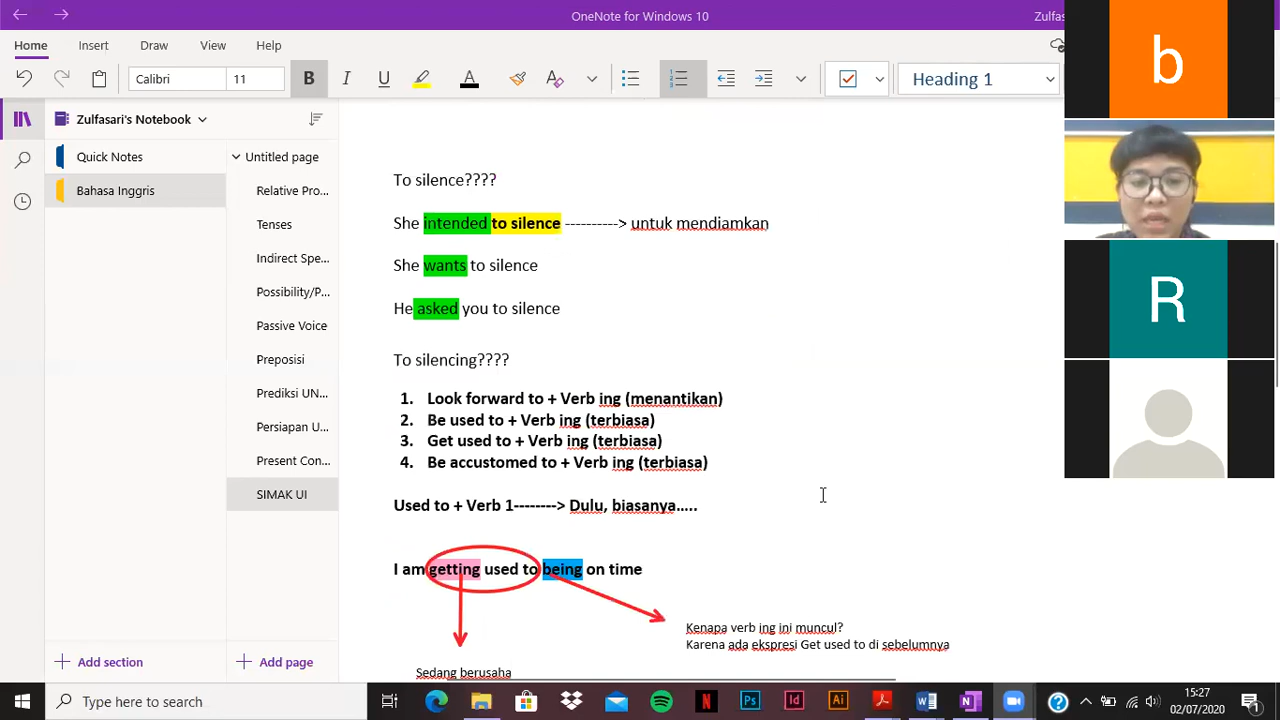 OneNote for Windows 10
Zulfasa
b
Home Insert Draw View Help
Calibri 11 B I U A Heading 1
Zulfasari's Notebook
Quick Notes
Bahasa Inggris
Untitled page
Relative Pro...
Tenses
Indirect Spe...
Possibility/P...
Passive Voice
Preposisi
Prediksi UN...
Persiapan U...
Present Con...
SIMAK UI
To silence????
She intended to silence ----------> untuk mendiamkan
She wants to silence
He asked you to silence
To silencing????
1. Look forward to + Verb ing (menantikan)
2. Be used to + Verb ing (terbiasa)
3. Get used to + Verb ing (terbiasa)
4. Be accustomed to + Verb ing (terbiasa)
Used to + Verb 1--------> Dulu, biasanya…..
I am getting used to being on time
Kenapa verb ing ini muncul?
Karena ada ekspresi Get used to di sebelumnya
Sedang berusaha
R
+ Add section
+ Add page
Type here to search
Ps Id Ai W N
15:27
02/07/2020
1